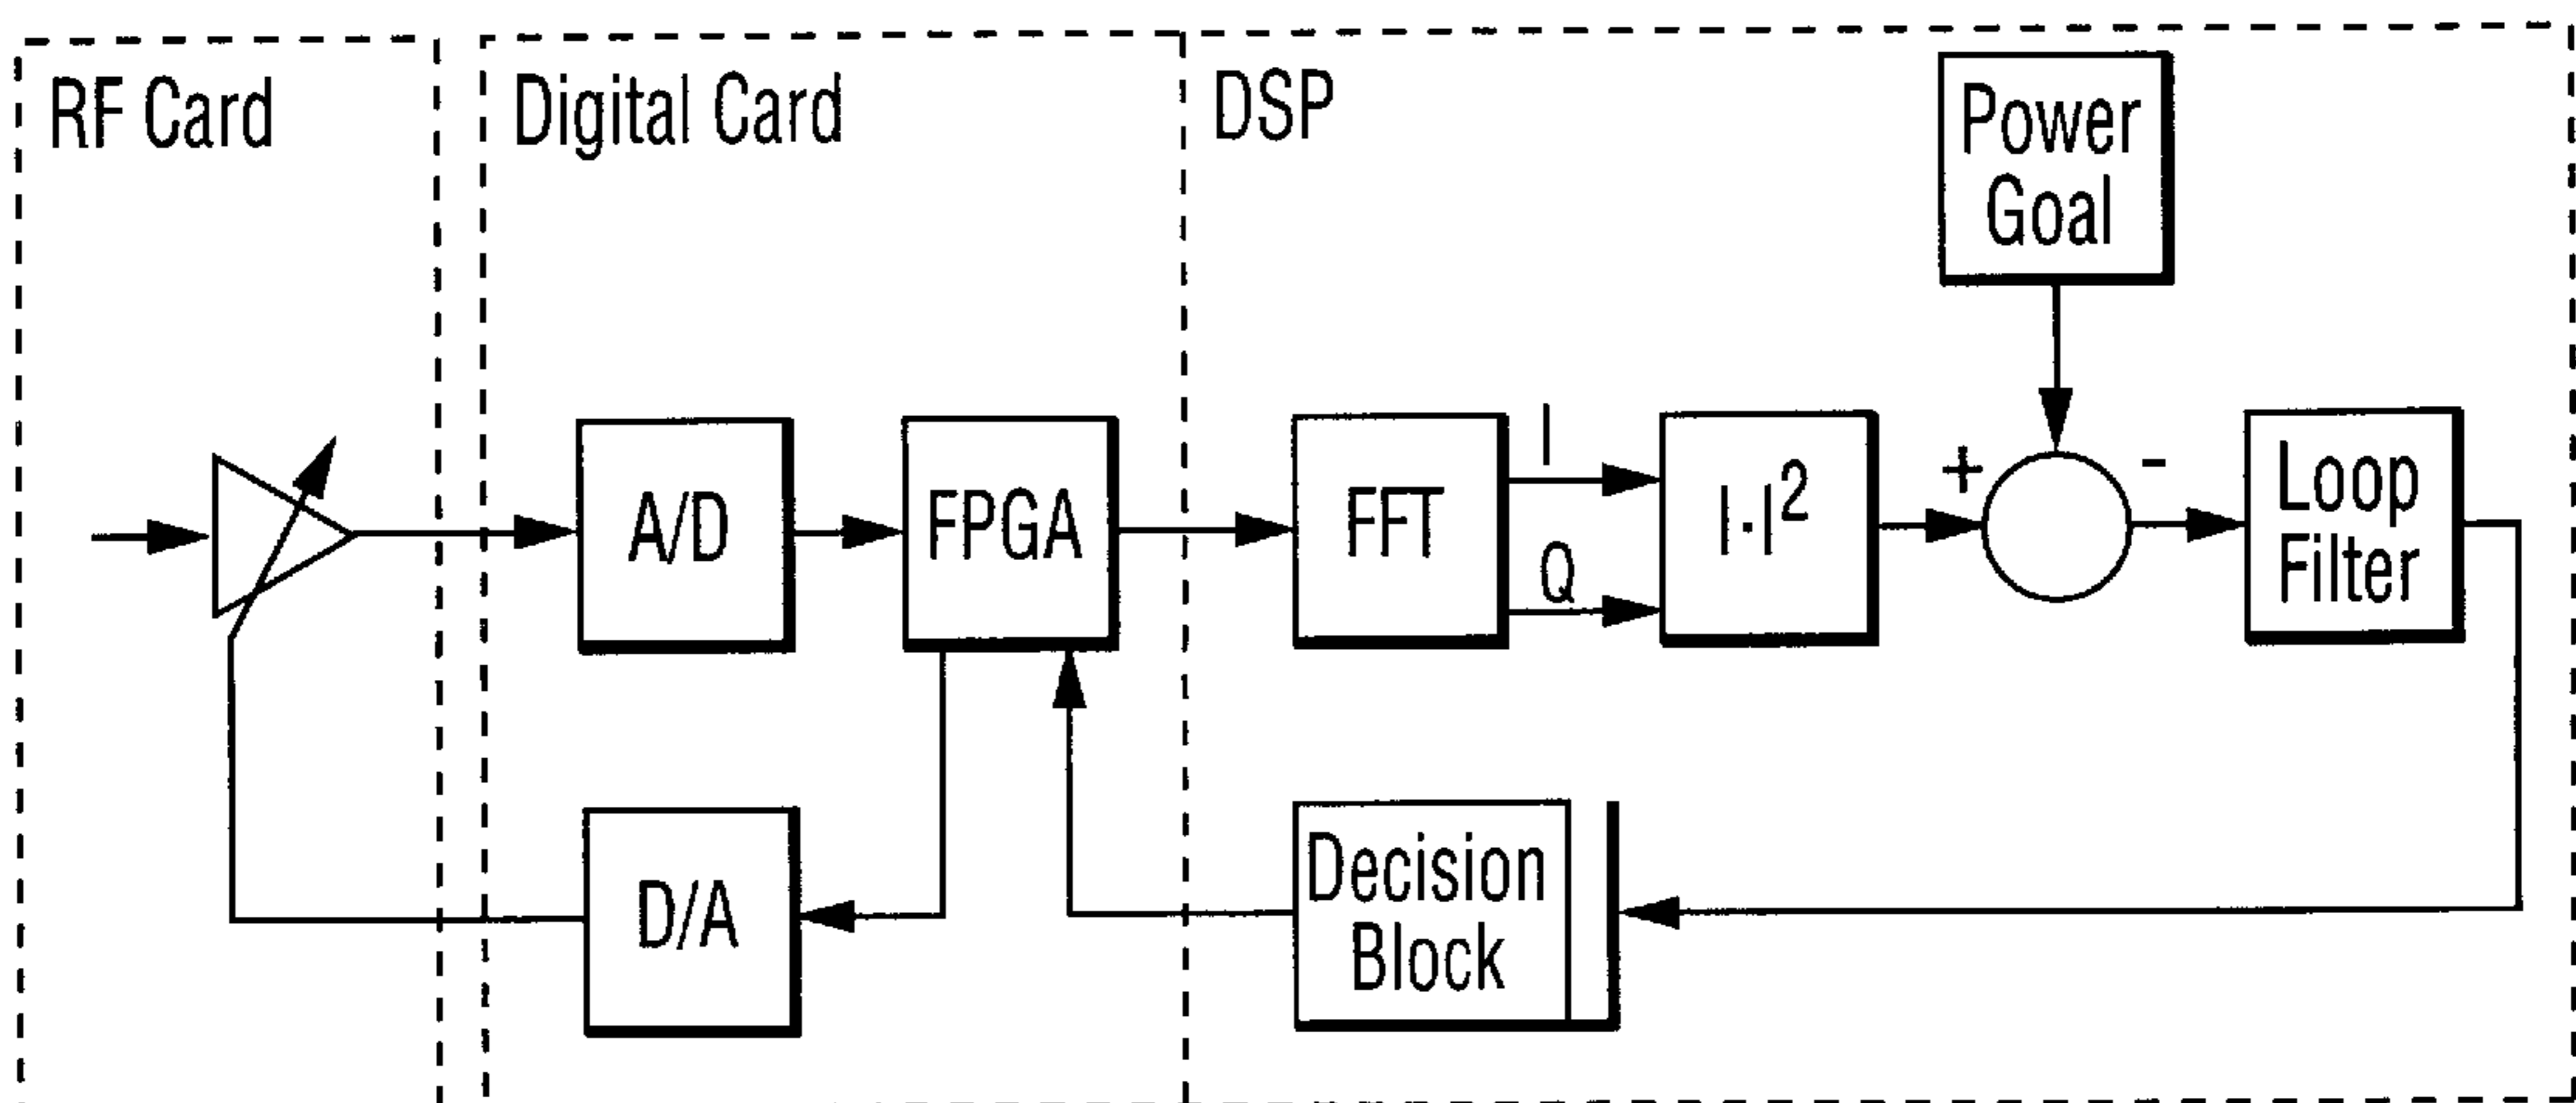 RF Card
Digital Card
DSP
Power
Goal
A/D
FPGA
FFT
I
Q
|·|²
+
-
Loop
Filter
D/A
Decision
Block